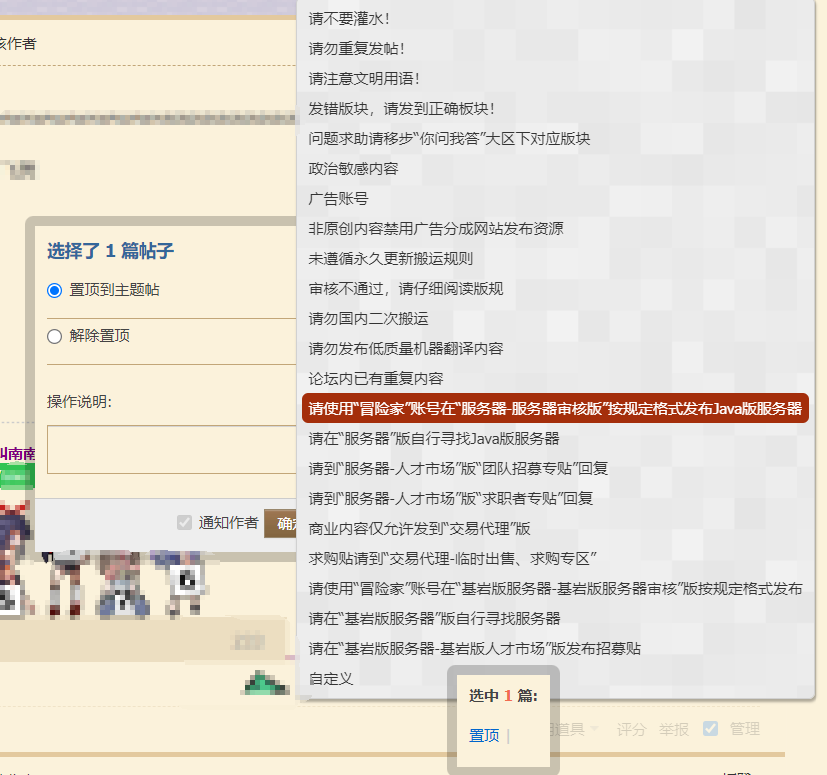 请不要灌水！
该作者
请勿重复发帖！
请注意文明用语！
发错版块，请发到正确板块！
问题求助请移步“你问我答”大区下对应版块
政治敏感内容
广告账号
非原创内容禁用广告分成网站发布资源
未遵循永久更新搬运规则
审核不通过，请仔细阅读版规
请勿国内二次搬运
请勿发布低质量机器翻译内容
论坛内已有重复内容
请使用“冒险家”账号在“服务器-服务器审核版”按规定格式发布Java版服务器
请在“服务器”版自行寻找Java版服务器
请到“服务器-人才市场”版“团队招募专贴”回复
请到“服务器-人才市场”版“求职者专贴”回复
商业内容仅允许发到“交易代理”版
求购贴请到“交易代理-临时出售、求购专区”
请使用“冒险家”账号在“基岩版服务器-基岩版服务器审核”版按规定格式发布
请在“基岩版服务器”版自行寻找服务器
请在“基岩版服务器-基岩版人才市场”版发布招募贴
自定义
选择了 1 篇帖子
置顶到主题帖
解除置顶
操作说明:
通知作者
确
叫南南
选中 1 篇:
置顶 |
道具 评分 举报 管理